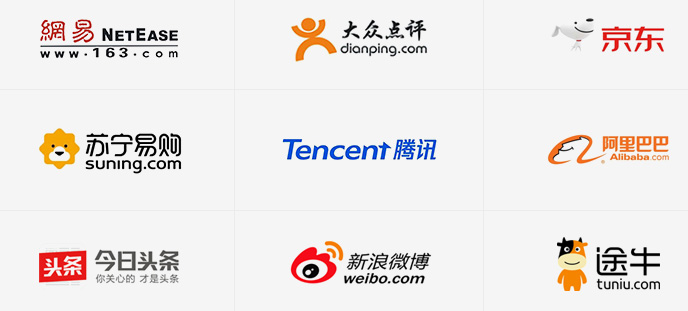 網易 NETEASE
www.163.com
大众点评
dianping.com
京东
苏宁易购
suning.com
Tencent 腾讯
阿里巴巴
Alibaba.com
头条 今日头条
你关心的 才是头条
新浪微博
weibo.com
途牛
tuniu.com